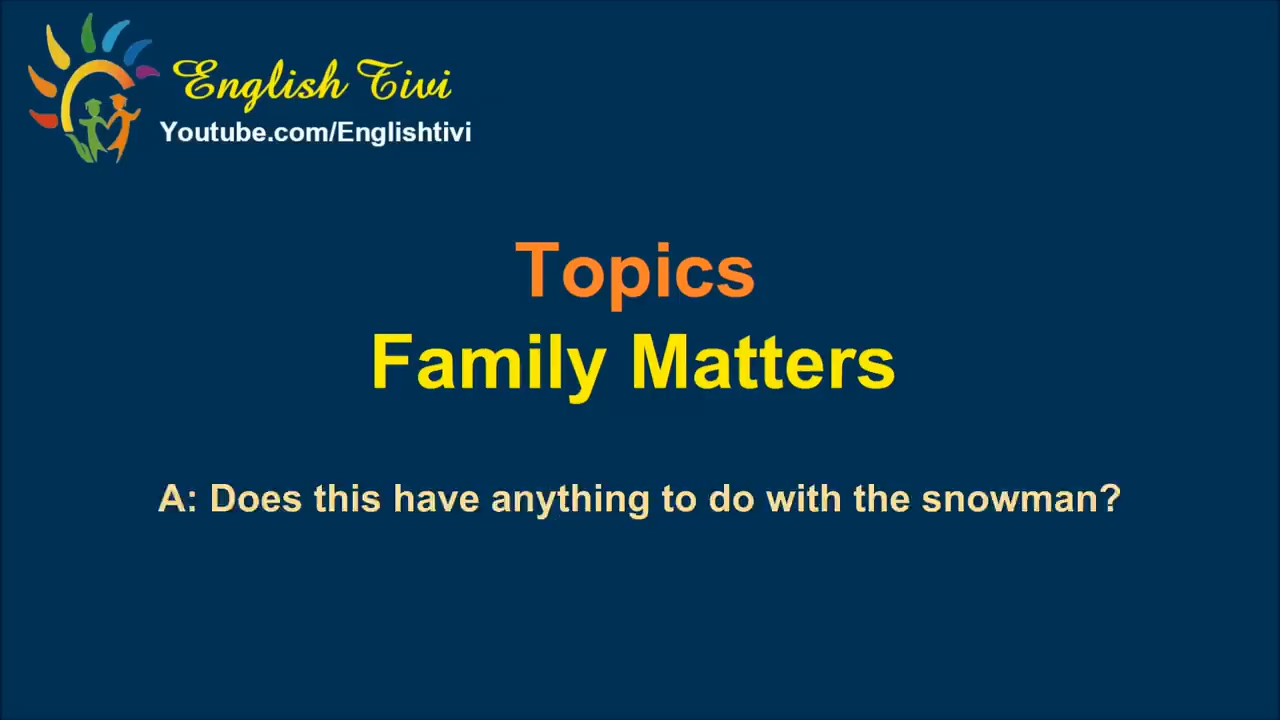 English Tivi
Youtube.com/Englishtivi
Topics
Family Matters
A: Does this have anything to do with the snowman?